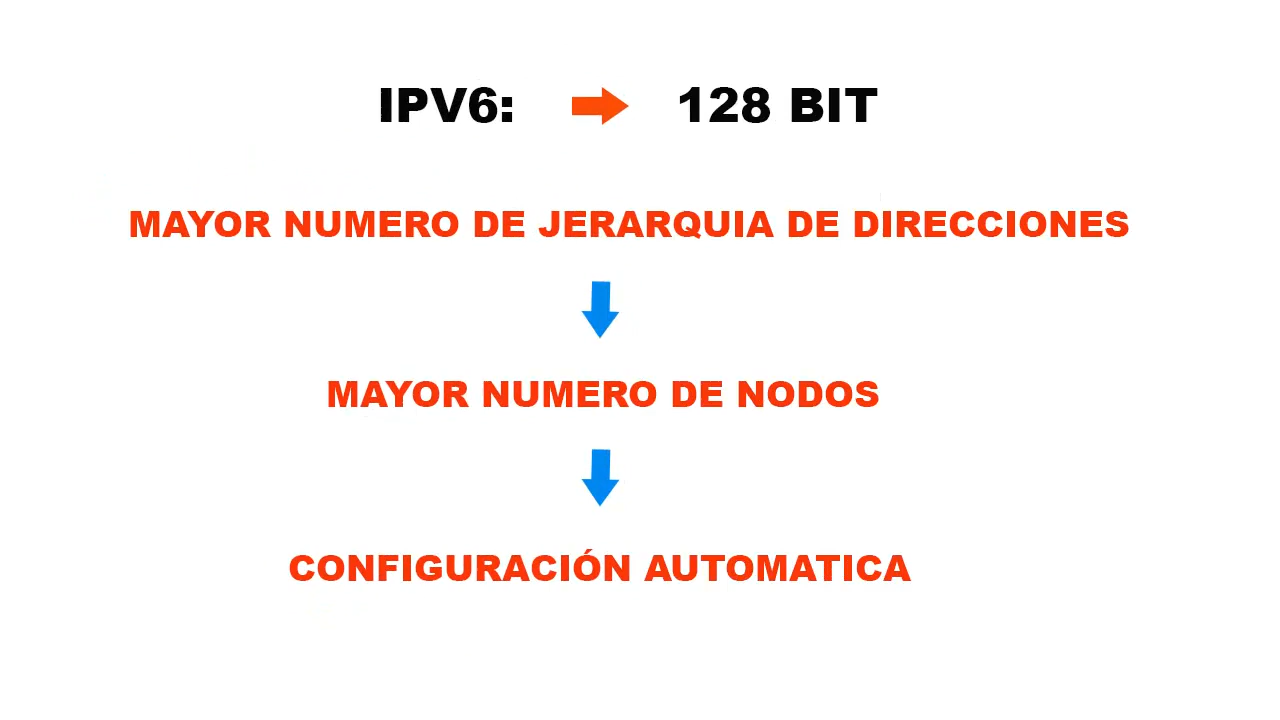 IPV6: 128 BIT
MAYOR NUMERO DE JERARQUIA DE DIRECCIONES
MAYOR NUMERO DE NODOS
CONFIGURACIÓN AUTOMATICA